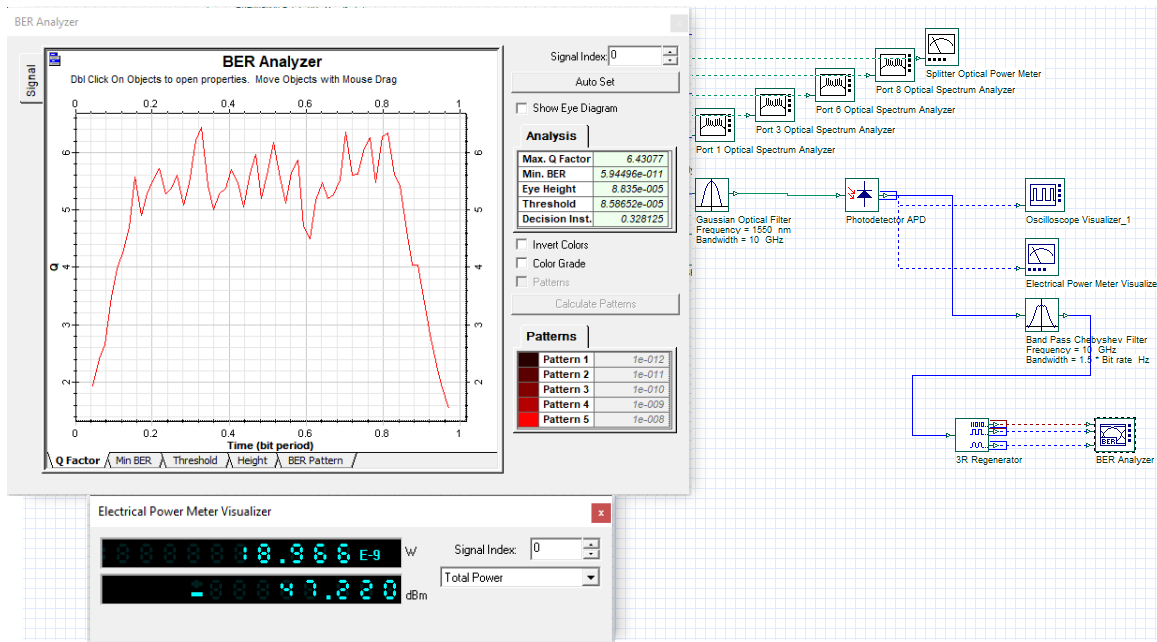 BER Analyzer
x
Signal
BER Analyzer
Dbl Click On Objects to open properties. Move Objects with Mouse Drag
0 0.2 0.4 0.6 0.8 1
6 6
5 5
Q 4 4
3 3
2 2
0 0.2 0.4 0.6 0.8 1
Time (bit period)
Q Factor Min BER Threshold Height BER Pattern
Signal Index: 0
Auto Set
Show Eye Diagram
Analysis
Max. Q Factor 6.43077
Min. BER 5.94496e-011
Eye Height 8.835e-005
Threshold 8.58652e-005
Decision Inst. 0.328125
Invert Colors
Color Grade
Patterns
Calculate Patterns
Patterns
Pattern 1 1e-012
Pattern 2 1e-011
Pattern 3 1e-010
Pattern 4 1e-009
Pattern 5 1e-008
Splitter Optical Power Meter
Port 8 Optical Spectrum Analyzer
Port 6 Optical Spectrum Analyzer
Port 3 Optical Spectrum Analyzer
Port 1 Optical Spectrum Analyzer
Gaussian Optical Filter
Frequency = 1550 nm
Bandwidth = 10 GHz
Photodetector APD
Oscilloscope Visualizer_1
Electrical Power Meter Visualize
Band Pass Chebyshev Filter
Frequency = 10 GHz
Bandwidth = 1.5 * Bit rate Hz
3R Regenerator
BER
BER Analyzer
Electrical Power Meter Visualizer
x
18.966 E-9 W
-47.220 dBm
Signal Index: 0
Total Power